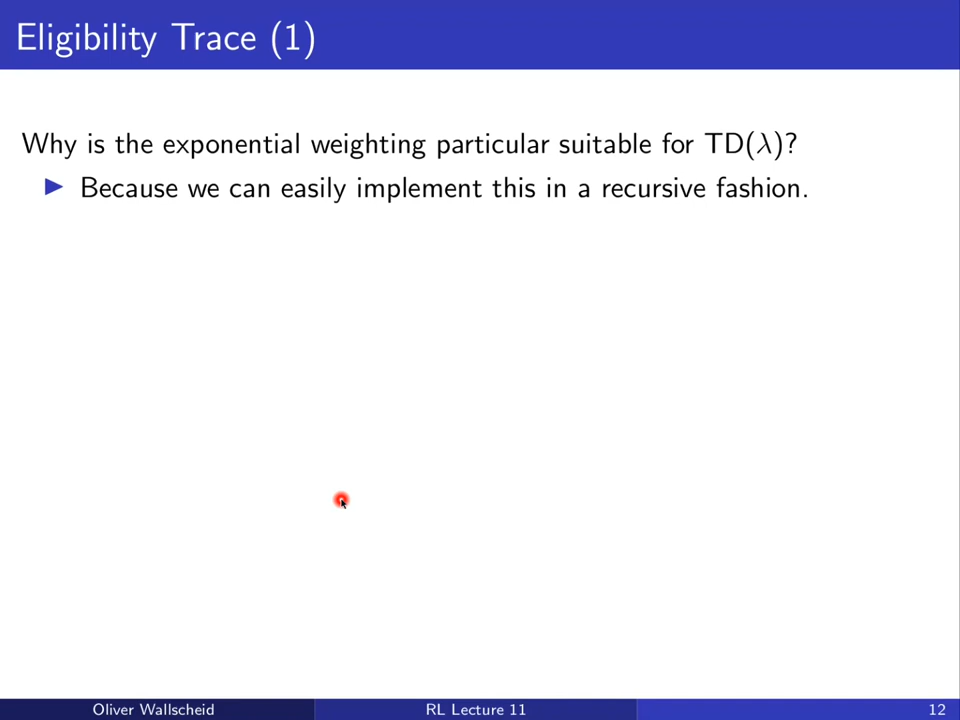 Eligibility Trace (1)
Why is the exponential weighting particular suitable for TD(λ)?
▶ Because we can easily implement this in a recursive fashion.
Oliver Wallscheid RL Lecture 11 12